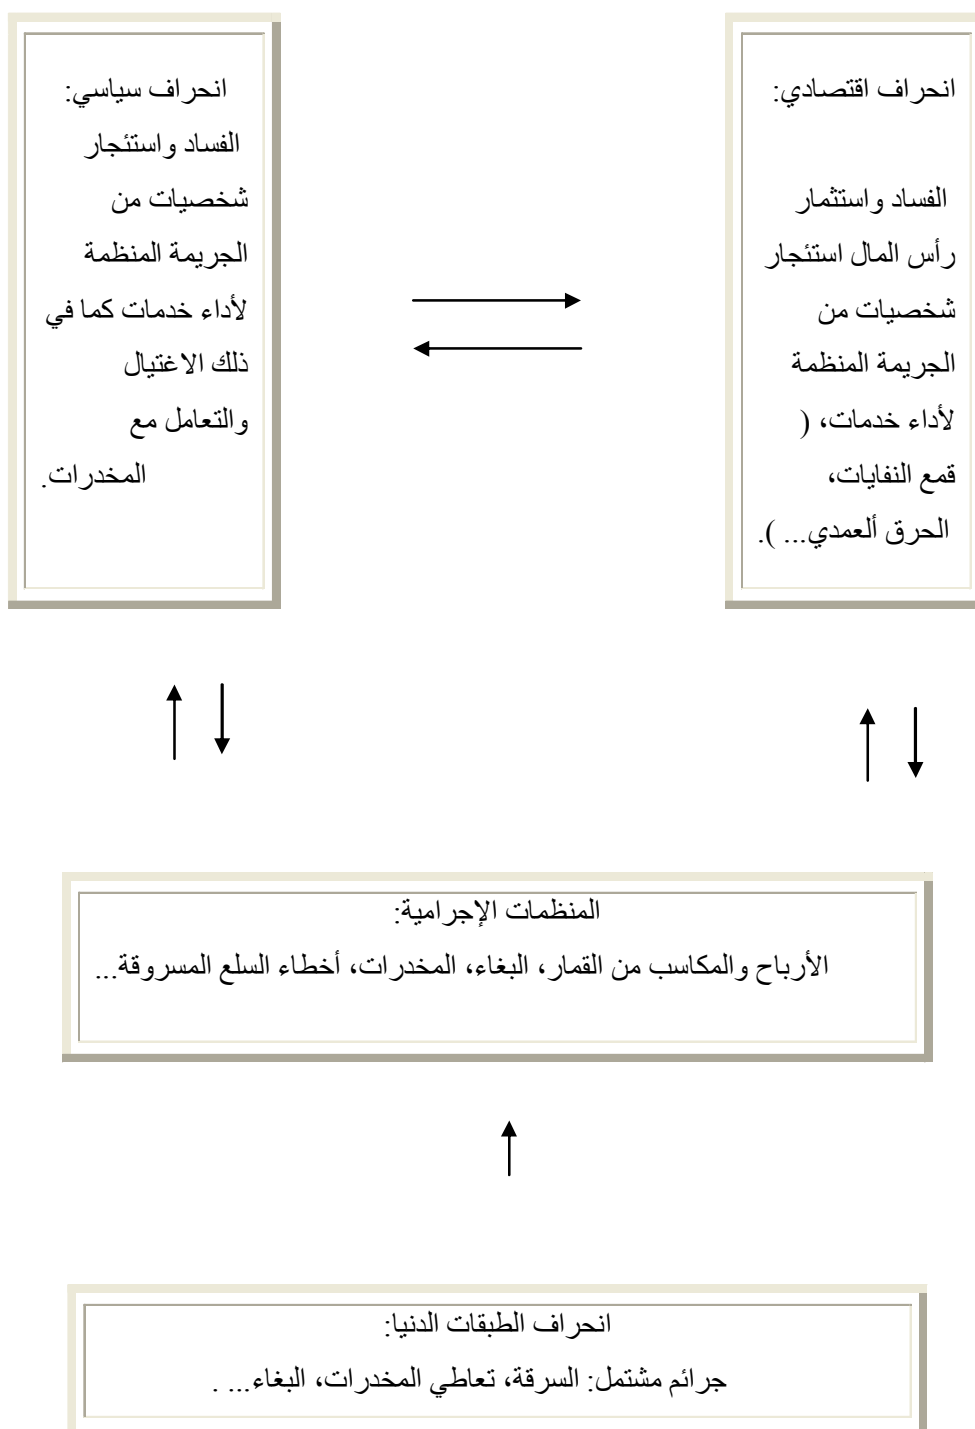 انحراف اقتصادي:
الفساد واستثمار
رأس المال استئجار
شخصيات من
الجريمة المنظمة
لأداء خدمات، (
قمع النفايات،
الحرق ألعمدي... ).
انحراف سياسي:
الفساد واستئجار
شخصيات من
الجريمة المنظمة
لأداء خدمات كما في
ذلك الاغتيال
والتعامل مع
المخدرات.
المنظمات الإجرامية:
الأرباح والمكاسب من القمار، البغاء، المخدرات، أخطاء السلع المسروقة...
انحراف الطبقات الدنيا:
جرائم مشتمل: السرقة، تعاطي المخدرات، البغاء... .